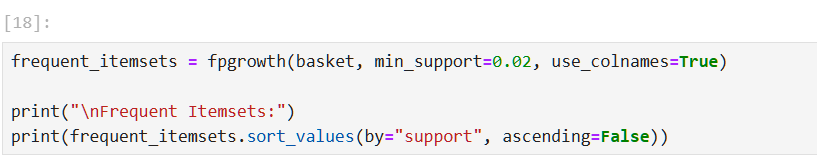 [18]:
frequent_itemsets = fpgrowth(basket, min_support=0.02, use_colnames=True)
print("\nFrequent Itemsets:")
print(frequent_itemsets.sort_values(by="support", ascending=False))